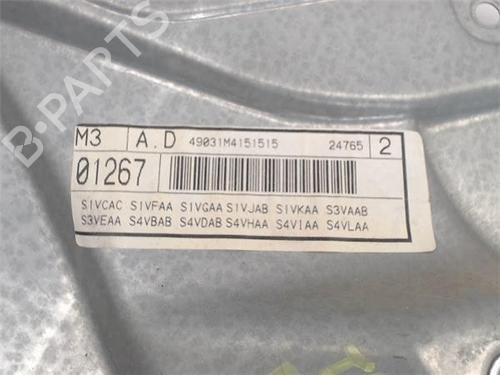 B-PARTS
M3 A.D 49031M4151515 24765 2
01267
S1VCAC S1VFAA S1VGAA S1VJAB S1VKAA S3VAAB
S3VEAA S4VBAB S4VDAB S4VHAA S4VIAA S4VLAA